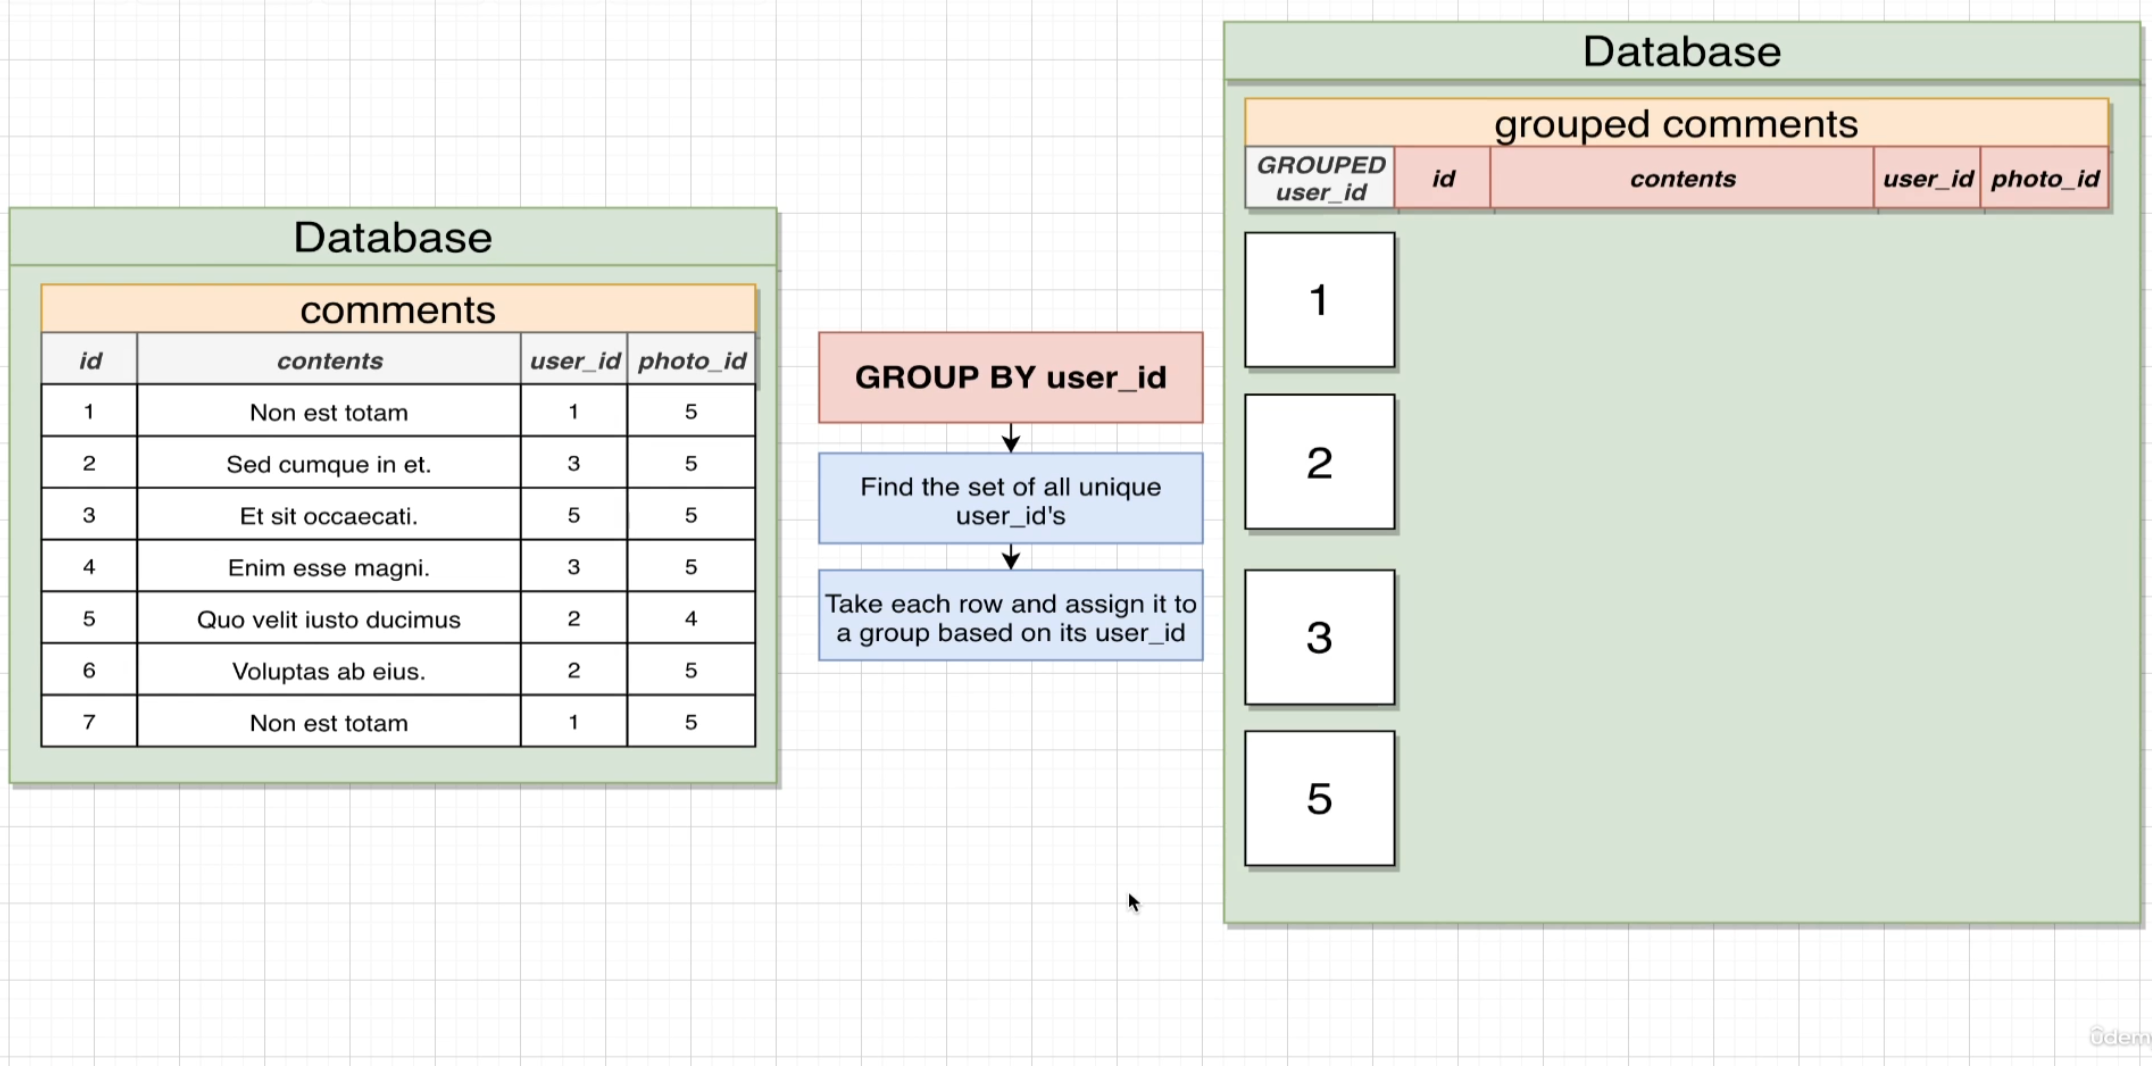 Database
comments
id contents user_id photo_id
1 Non est totam 1 5
2 Sed cumque in et. 3 5
3 Et sit occaecati. 5 5
4 Enim esse magni. 3 5
5 Quo velit iusto ducimus 2 4
6 Voluptas ab eius. 2 5
7 Non est totam 1 5
GROUP BY user_id
Find the set of all unique
user_id's
Take each row and assign it to
a group based on its user_id
Database
grouped comments
GROUPED
user_id
id contents user_id photo_id
1
2
3
5
ûdem